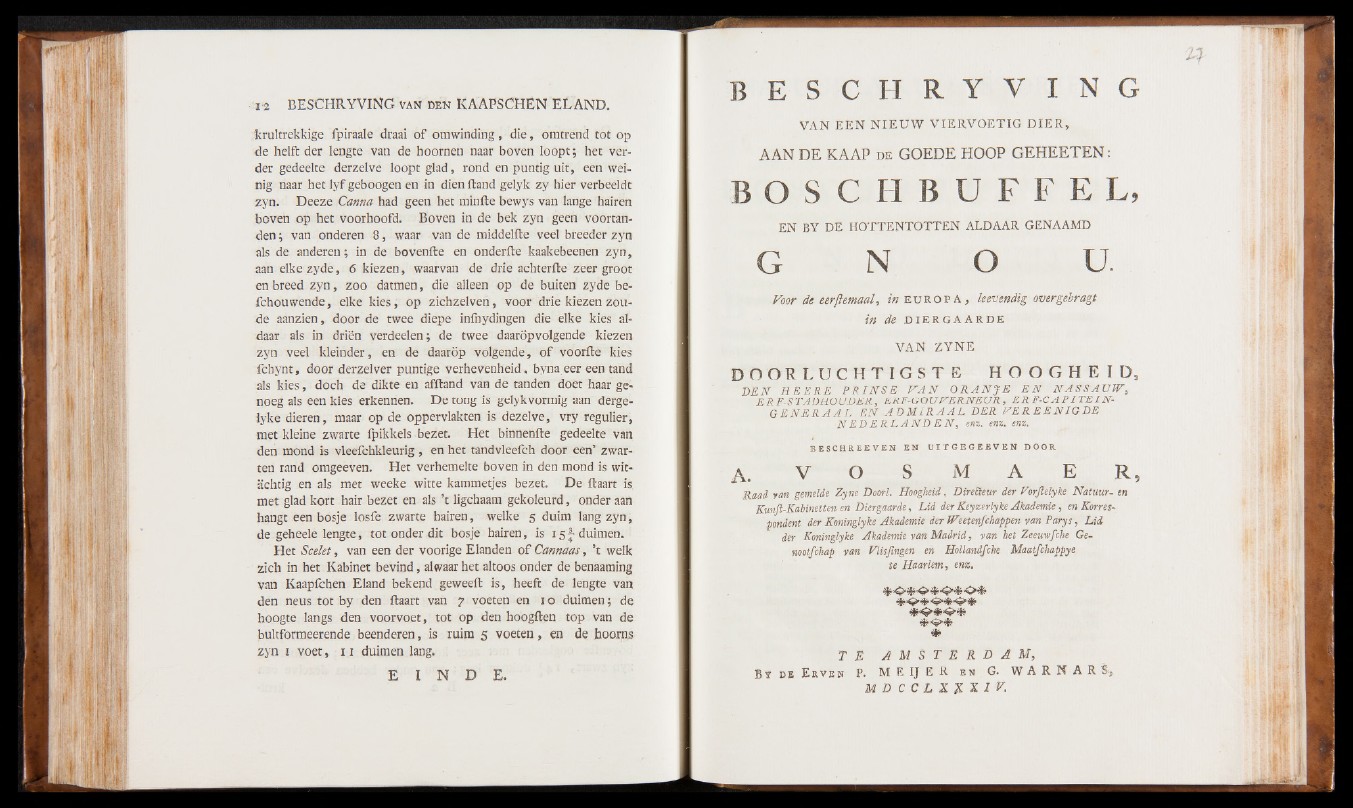 12 BESCHRYVING VAN DEN KAAPSCHEN ELAND.
krultrekkige ſpiraale draai of omwinding, die, omtrend tot op
de helft der lengte van de hoornen naar boven loopt; het ver-
der gedeelte derzelve loopt glad, rond en puntig uit, een wei-
nig naar het lyf geboogen en in dien ſtand gelyk zy hier verbeeldt
zyn. Deeze Canna had geen het minſte bewys van lange hairen
boven op het voorhoofd. Boven in de bek zyn geen voortan-
den; van onderen 8, waar van de middelſte veel breeder zyn
als de anderen; in de bovenſte en onderſte kaakebeenen zyn,
aan elke zyde, 6 kiezen, waarvan de drie achterſte zeer groot
en breed zyn, zoo datmen, die alleen op de buiten zyde be-
ſchouwende, elke kies, op zichzelven, voor drie kiezen zou-
de aanzien, door de twee diepe inſnydingen die elke kies al-
daar als in driën verdeelen; de twee daaröpvolgende kiezen
zyn veel kleinder, en de daaröp volgende, of voorſte kies
ſchynt, door derzelver puntige verhevenheid, byna eer een tand
als kies, doch de dikte en afſtand van de tanden doet haar ge-
noeg als een kies erkennen. De tong is gelykvormig aan derge-
lyke dieren, maar op de oppervlakten is dezelve, vry regulier,
met kleine zwarte ſpikkels bezet. Het binnenſte gedeelte van
den mond is vleeſchkleurig, en het tandvleeſch door een' zwar-
ten rand omgeeven. Het verhemelte boven in den mond is wit-
ächtig en als met weeke witte kammetjes bezet. De ſtaart is
met glad kort hair bezet en als 't ligchaam gekoleurd, onder aan
hangt een bosje losſe zwarte hairen, welke 5 duim lang zyn,
de geheele lengte, tot onder dit bosje hairen, is 15¾ duimen.
Het Scelet, van een der voorige Elanden of Cannaas, 't welk
zich in het Kabinet bevind, alwaar het altoos onder de benaaming
van Kaapſchen Eland bekend geweeſt is, heeft de lengte van
den neus tot by den ſtaart van 7 voeten en 10 duimen; de
hoogte langs den voorvoet, tot op den hoogſten top van de
bultformeerende beenderen, is ruim 5 voeten, en de hoorns
zyn 1 voet, 11 duimen lang.
E I N D E.
27
BESCHRYVING
VAN EEN NIEUW VIERVOETIG DIER,
AAN DE KAAP DE GOEDE HOOP GEHEETEN:
BOSCHBUFFEL,
EN BY DE HOTTENTOTTEN ALDAAR GENAAMD
G N O U.
Voor de eerſtemaal, in EUROPA, leevendig overgebragt
in de DIERGAARDE
VAN ZYNE
DOORLUCHTIGSTE HOOGHEID,
DEN HEERE PRINSE VAN ORANJE EN NASSAUW,
ERF-STADHOUDER, ERF-GOUVERNEUR, ERF-CAPITEIN-
GENERAAL EN ADMIRAAL DER VEREENIGDE
NEDERLANDEN, enz. enz. enz.
BESCHREEVEN EN UITGEGEEVEN DOOR
A. VOSMAER,
Raad van gemelde Zyne Doorl. Hoogheid, Directeur der Vorſtelyke Natuur- en
Kunſt-Kabinetten en Diergaarde, Lid der Keyzerlyke Akademie, en Korres-
pondent der Koninglyke Akademie der Weetenſchappen van Parys, Lid
der Koninglyke Akademie van Madrid, van het Zeeuwſche Ge-
nootſchap van Vlisſingen en Hollandſche Maatſchappye
te Haarlem, enz.
TE AMSTERDAM,
BY DE ERVEN P. MEIJER EN G. WARNARS,
MDCCLXXXIV.